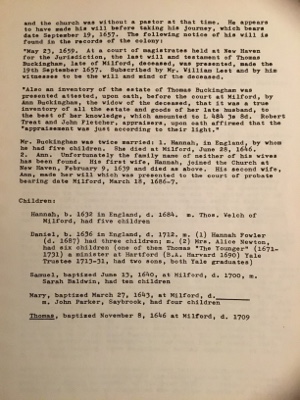 and the church was without a pastor at that time. He appears
to have made his will before taking his journey, which bears
date September 19, 1657. The following notice of his will is
found in the records of the colony:
"May 23, 1659. At a court of magistrates held at New Haven
for the Jurisdiction, the last will and testament of Thomas
Buckingham, late of Milford, deceased, was presented, made the
19th September 1657. Subscribed by Mr. Willian Leet and by him
witnesses to be the will and mind of the deceased.
"Also an inventory of the estate of Thomas Buckingham was
presented attested, upon oath, before the court at Milford, by
Ann Buckingham, the widow of the deceased, that it was a true
inventory of all the estate and goods of her late husband, to
the best of her knowledge, which amounted to L 484 3s 8d. Robert
Treat and John Fletcher, appraisers, upon oath affirmed that the
"appraisement was just according to their light."
Mr. Buckingham was twice married: 1. Hannah, in England, by whom
he had five children. She died at Milford, June 28, 1646.
2. Ann. Unfortunately the family name of neither of his wives
has been found. His first wife, Hannah, joined the Church at
New Haven, February 9, 1639 and died as above. His second wife,
Ann, made her will which was presented to the court of probate
bearing date Milford, March 18, 1686-7.
Children:
Hannah, b. 1632 in England, d. 1684. m. Thos. Welch of
Milford, had five children
Daniel, b. 1636 in England, d. 1712. m. (1) Hannah Fowler
(d. 1687) had three children; m. (2) Mrs. Alice Newton,
had six children (one of them Thomas "The Younger" (1671-
1731) a minister at Hartford (B.A. Harvard 1690) Yale
Trustee 1715-31, had two sons, both Yale graduates)
Samuel, baptized June 13, 1640, at Milford, d. 1700, m.
Sarah Baldwin, had ten children
Mary, baptized March 27, 1643, at Milford, d.______
m. John Parker, Saybrook, had four children
Thomas, baptized November 8, 1646 at Milford, d. 1709